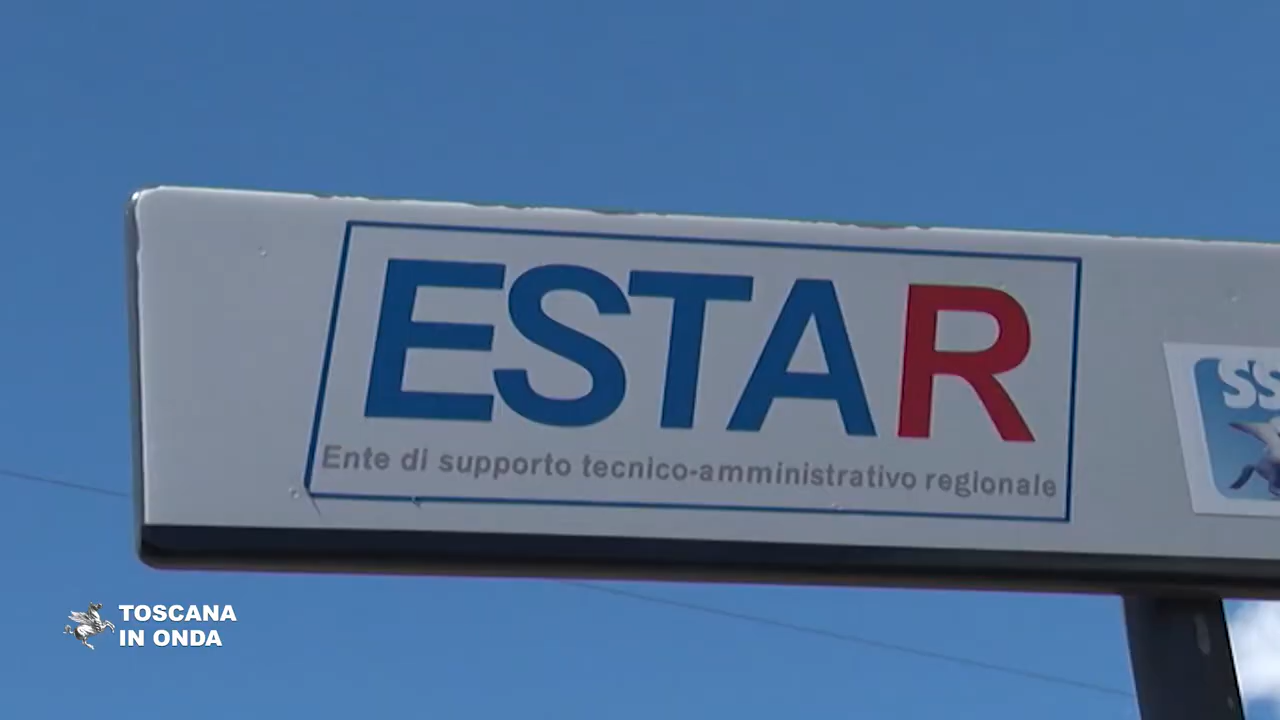 ESTAR
Ente di supporto tecnico-amministrativo regionale
TOSCANA
IN ONDA